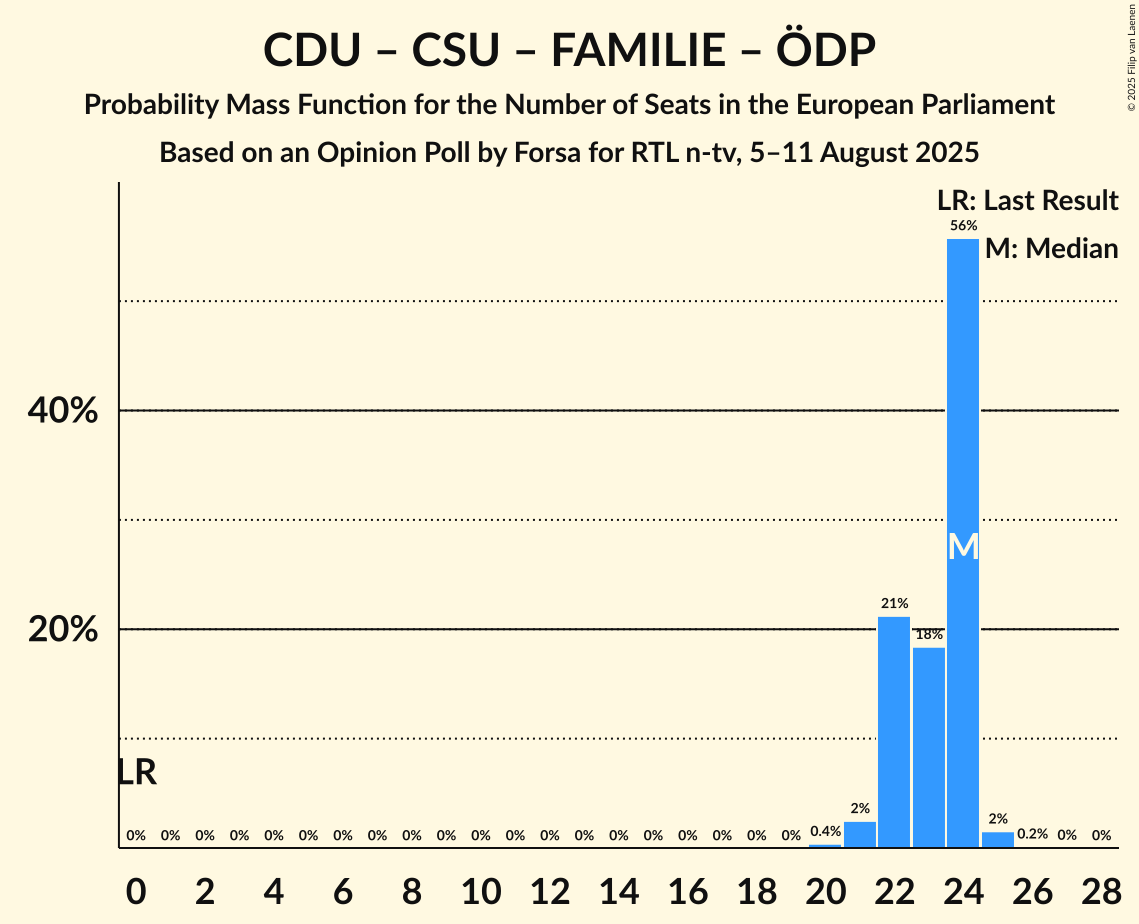 CDU – CSU – FAMILIE – ÖDP
Probability Mass Function for the Number of Seats in the European Parliament
Based on an Opinion Poll by Forsa for RTL n-tv, 5–11 August 2025
© 2025 Filip van Laenen
LR: Last Result
M: Median
56%
40%
M
21%
18%
20%
LR
0% 0% 0% 0% 0% 0% 0% 0% 0% 0% 0% 0% 0% 0% 0% 0% 0% 0% 0% 0% 0.4% 2% 2% 0.2% 0% 0%
0 2 4 6 8 10 12 14 16 18 20 22 24 26 28